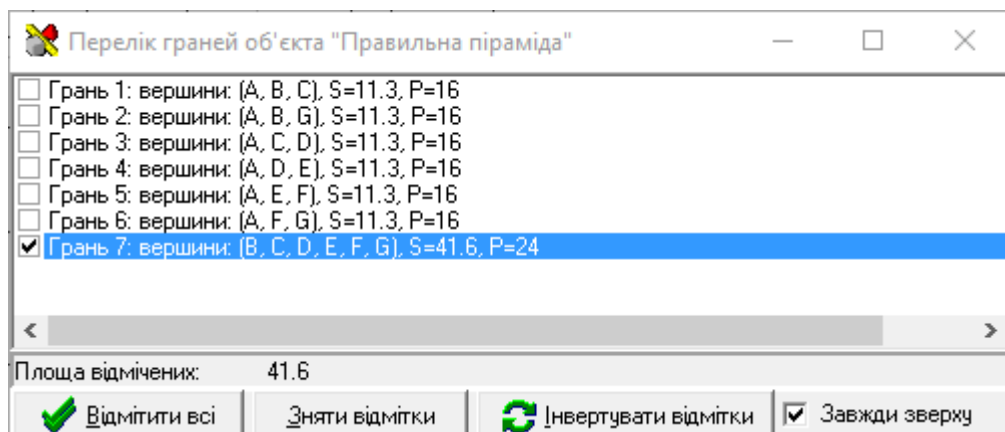 Перелік граней об'єкта "Правильна піраміда"
Грань 1: вершини: (A, B, C), S=11.3, P=16
Грань 2: вершини: (A, B, G), S=11.3, P=16
Грань 3: вершини: (A, C, D), S=11.3, P=16
Грань 4: вершини: (A, D, E), S=11.3, P=16
Грань 5: вершини: (A, E, F), S=11.3, P=16
Грань 6: вершини: (A, F, G), S=11.3, P=16
Грань 7: вершини: (B, C, D, E, F, G), S=41.6, P=24
Площа відмічених: 41.6
Відмітити всі Зняти відмітки Інвертувати відмітки Завжди зверху